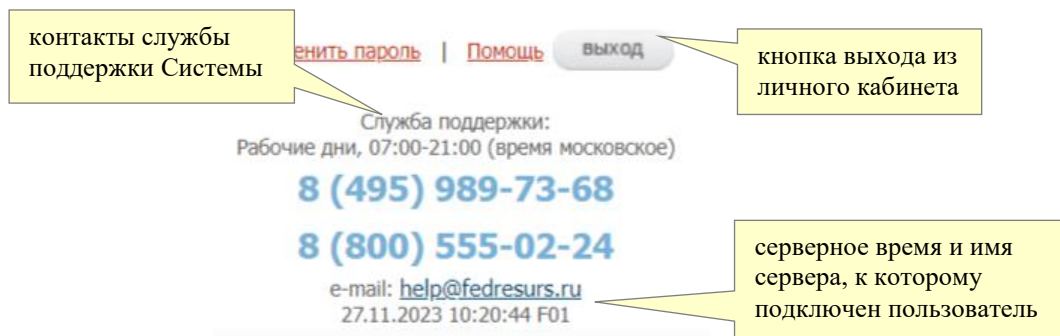 контакты службы
поддержки Системы
енить пароль | Помощь выход
кнопка выхода из
личного кабинета
Служба поддержки:
Рабочие дни, 07:00-21:00 (время московское)
8 (495) 989-73-68
8 (800) 555-02-24
e-mail: help@fedresurs.ru
27.11.2023 10:20:44 F01
серверное время и имя
сервера, к которому
подключен пользователь